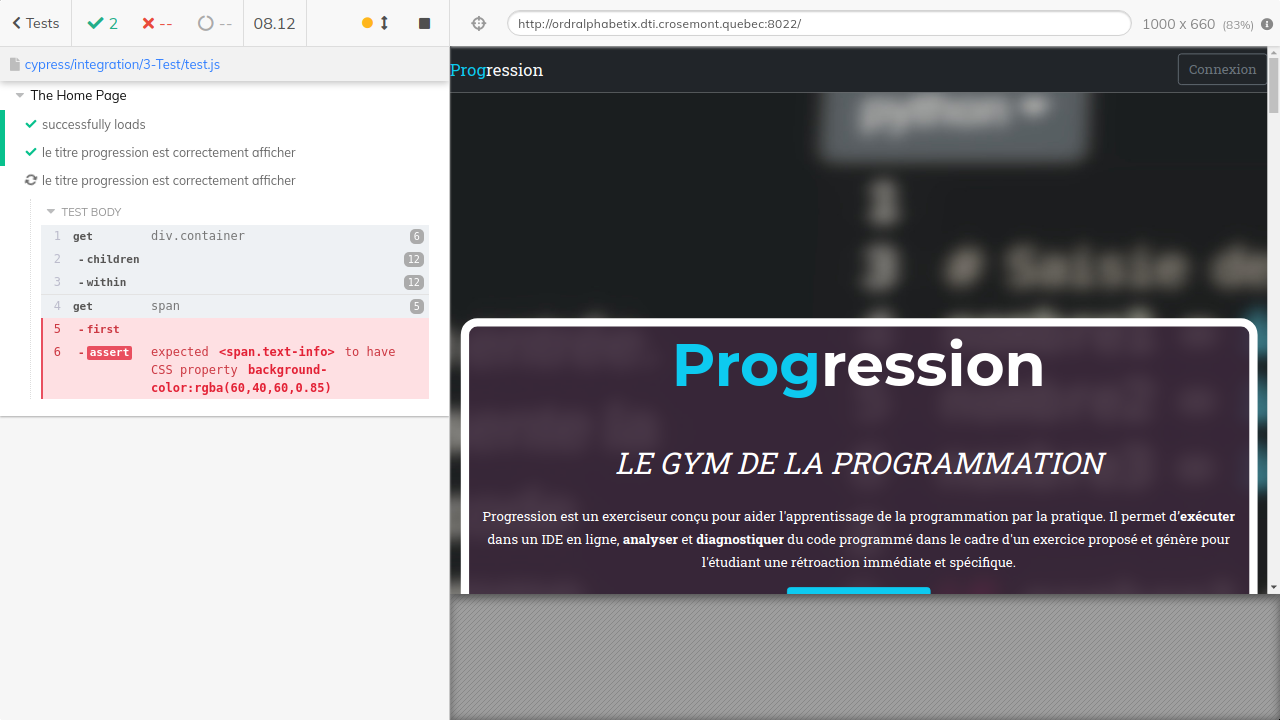 Tests
2
--
--
08.12
http://ordralphabetix.dti.crosemont.quebec:8022/
1000 x 660 (83%)
cypress/integration/3-Test/test.js
The Home Page
successfully loads
le titre progression est correctement afficher
le titre progression est correctement afficher
TEST BODY
1 get div.container 6
2 - children 12
3 - within 12
4 get span 5
5 - first
6 - assert expected <span.text-info> to have
CSS property background-
color:rgba(60,40,60,0.85)
Progression
Connexion
python
1
3 # Saisie de
Progression
LE GYM DE LA PROGRAMMATION
Progression est un exerciseur conçu pour aider l'apprentissage de la programmation par la pratique. Il permet d'exécuter
dans un IDE en ligne, analyser et diagnostiquer du code programmé dans le cadre d'un exercice proposé et génère pour
l'étudiant une rétroaction immédiate et spécifique.